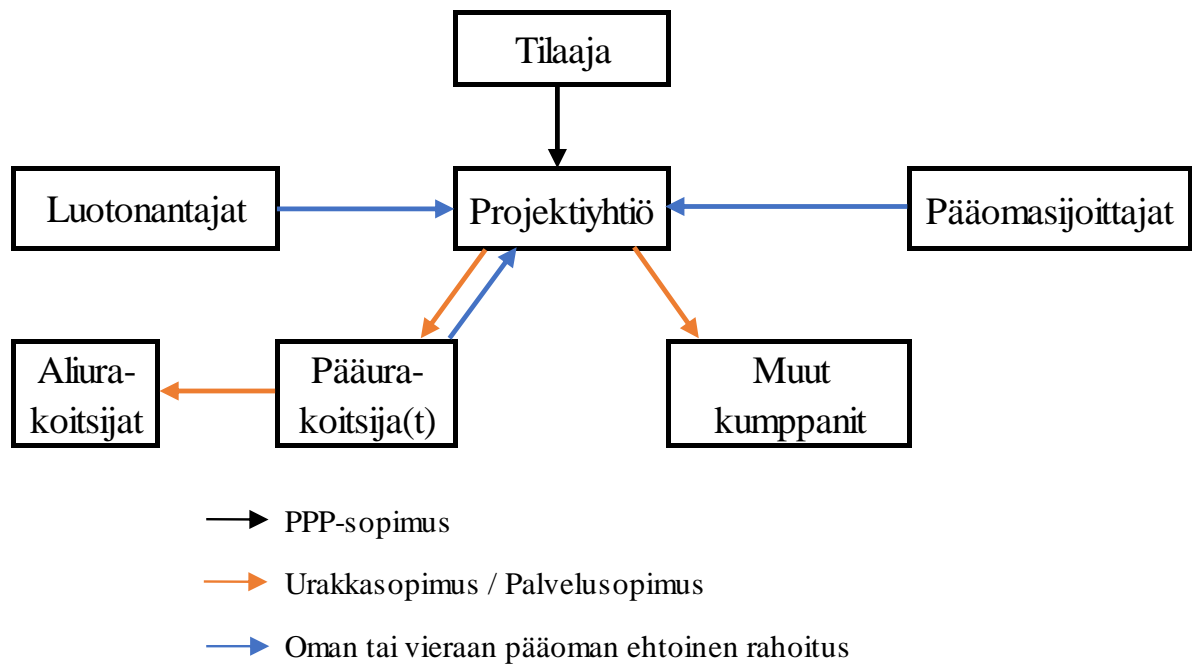 Tilaaja
Luotonantajat
Projektiyhtiö
Pääomasijoittajat
Aliura-
koitsijat
Pääura-
koitsija(t)
Muut
kumppanit
PPP-sopimus
Urakkasopimus / Palvelusopimus
Oman tai vieraan pääoman ehtoinen rahoitus